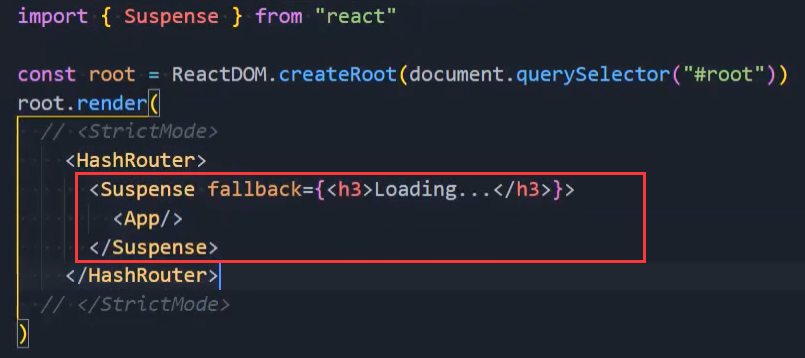 import { Suspense } from "react"
const root = ReactDOM.createRoot(document.querySelector("#root"))
root.render(
// <StrictMode>
<HashRouter>
<Suspense fallback={<h3>Loading...</h3>}>
<App/>
</Suspense>
</HashRouter>
// </StrictMode>
)